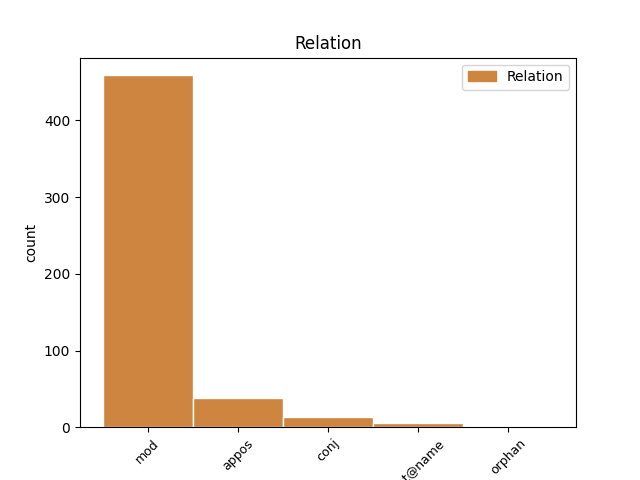 Relation
Relation
count
400
300
200
100
0
mod
appos
conj
t@name
orphan